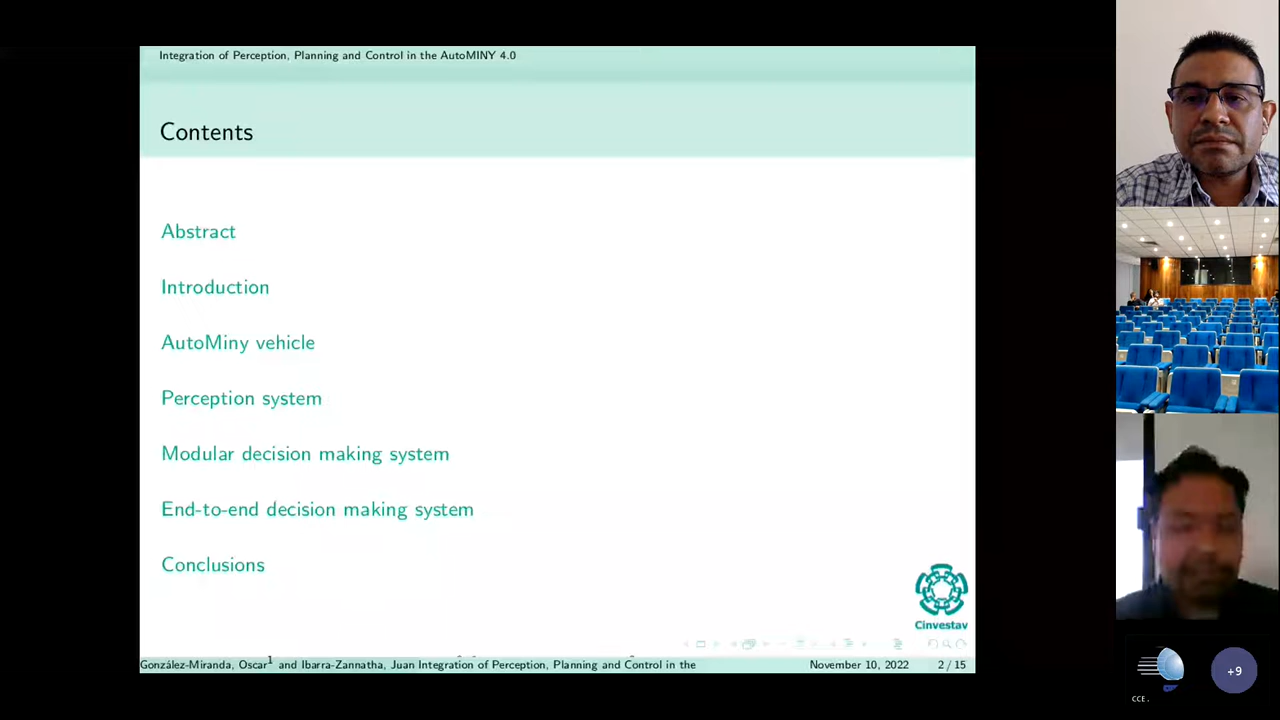 Integration of Perception, Planning and Control in the AutoMINY 4.0
Contents
Abstract
Introduction
AutoMiny vehicle
Perception system
Modular decision making system
End-to-end decision making system
Conclusions
Cinvestav
González-Miranda, Oscar1 and Ibarra-Zannatha, Juan Integration of Perception, Planning and Control in the
November 10, 2022
2 / 15
CCE.
+9